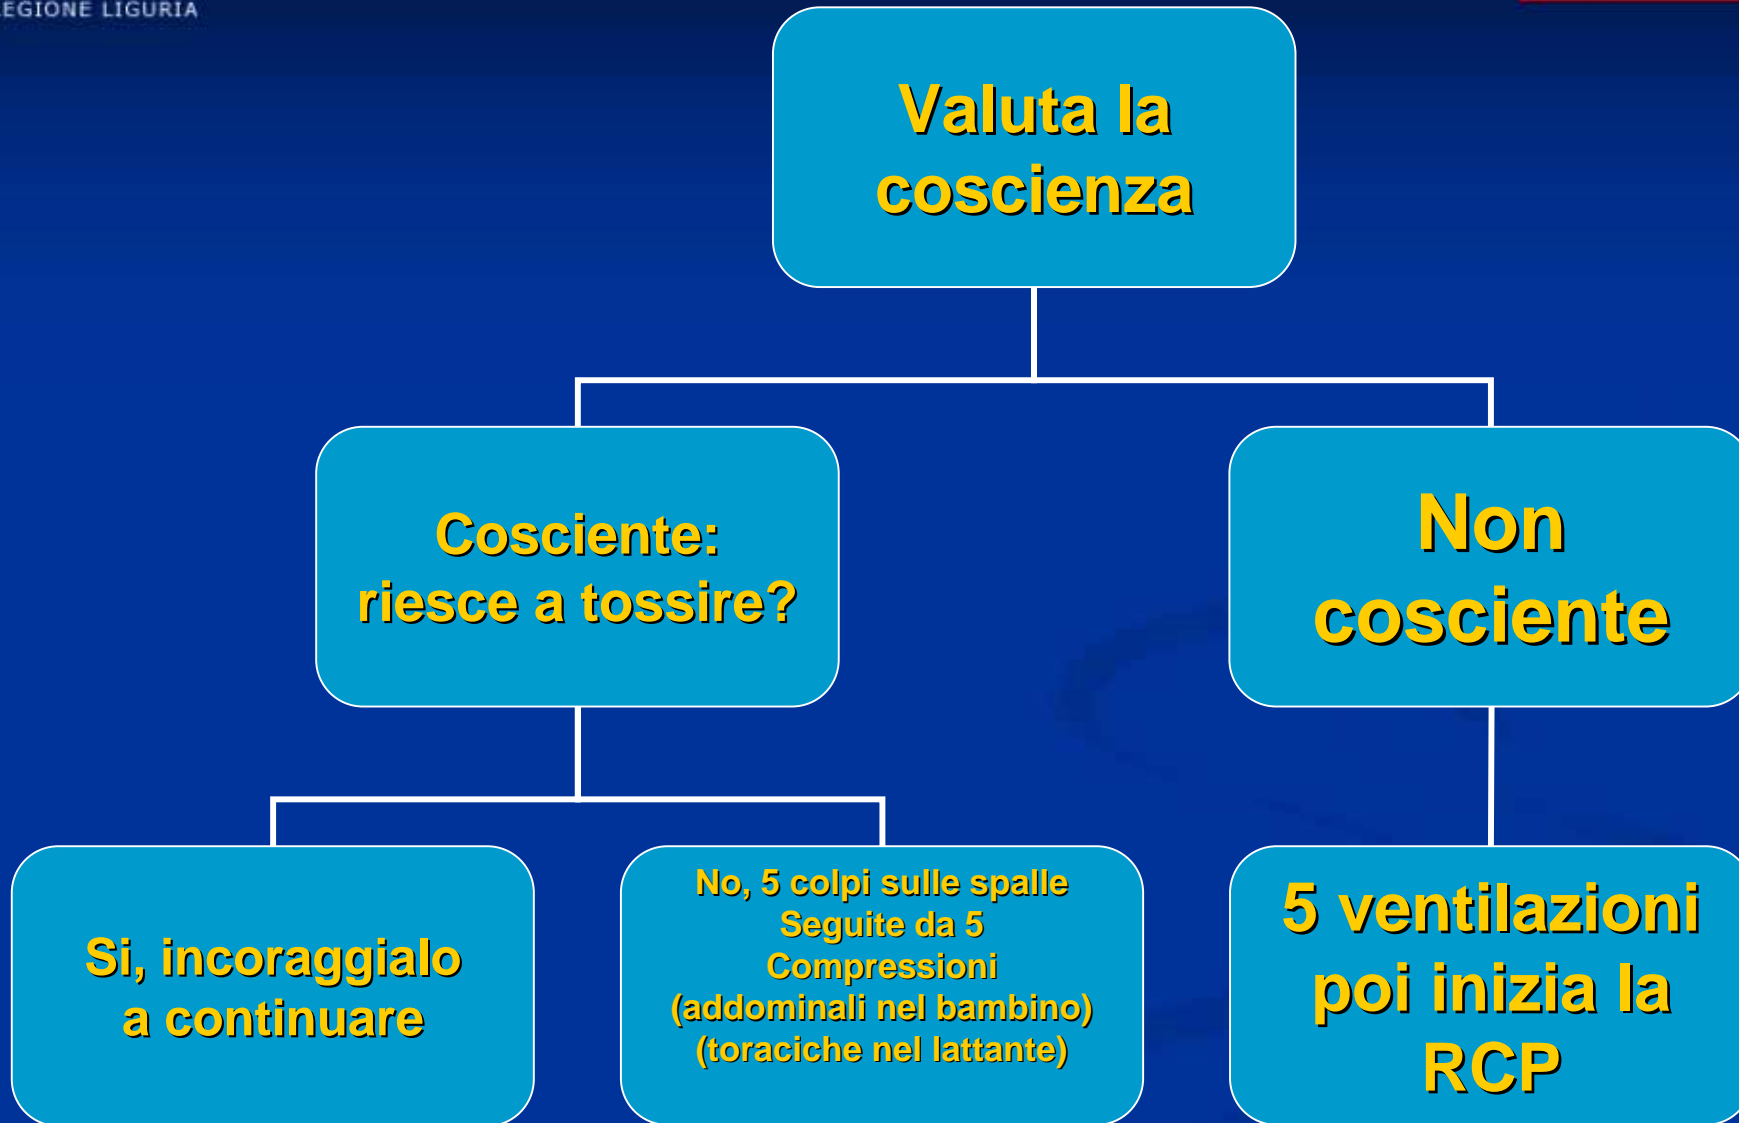 REGIONE LIGURIA
Valuta la
coscienza
Cosciente:
riesce a tossire?
Non
cosciente
Si, incoraggialo
a continuare
No, 5 colpi sulle spalle
Seguite da 5
Compressioni
(addominali nel bambino)
(toraciche nel lattante)
5 ventilazioni
poi inizia la
RCP